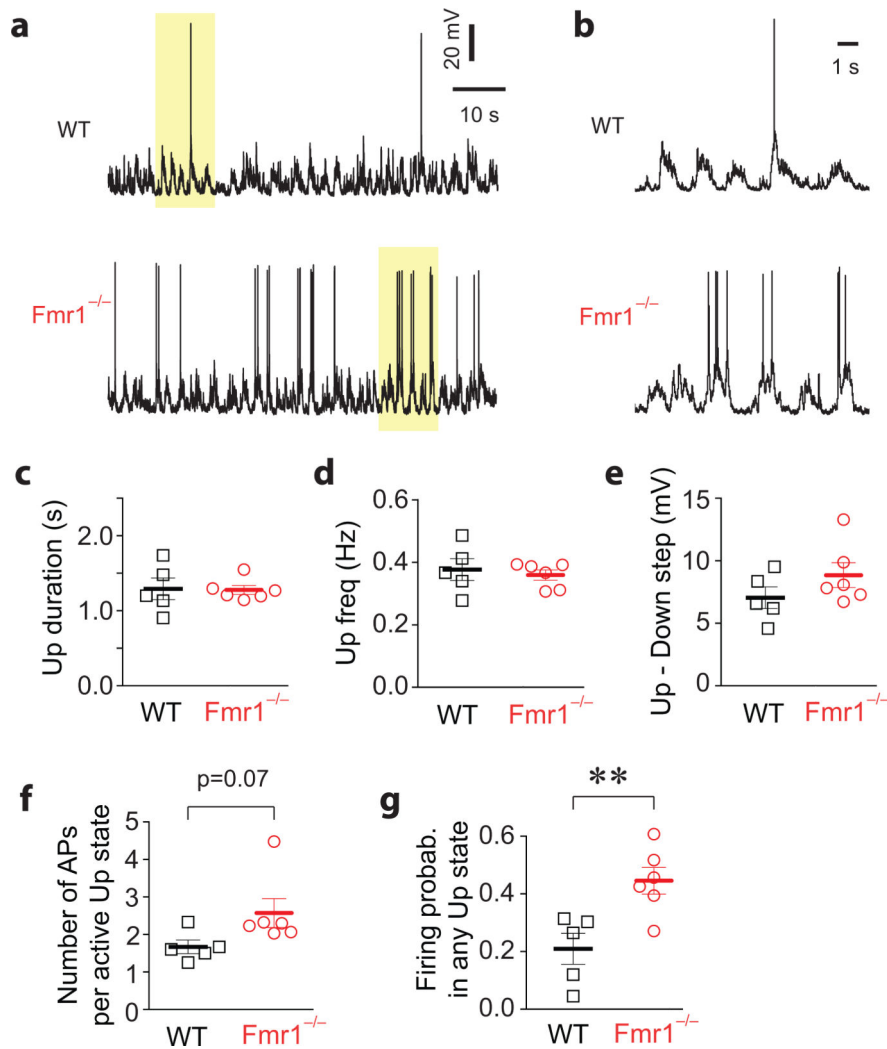 a
20 mV
10 s
WT
Fmr1⁻/⁻
b
1 s
WT
Fmr1⁻/⁻
c
Up duration (s)
2.0
1.0
0.0
WT
Fmr1⁻/⁻
d
Up freq (Hz)
0.6
0.4
0.2
0.0
WT
Fmr1⁻/⁻
e
Up - Down step (mV)
15
10
5
0
WT
Fmr1⁻/⁻
f
p=0.07
Number of APs
per active Up state
5
4
3
2
1
0
WT
Fmr1⁻/⁻
g
**
Firing probab.
in any Up state
0.6
0.4
0.2
0.0
WT
Fmr1⁻/⁻